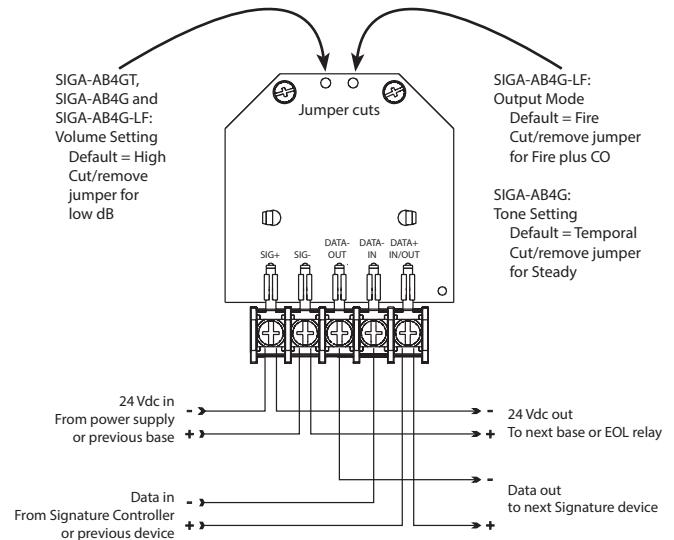 SIGA-AB4GT,
SIGA-AB4G and
SIGA-AB4G-LF:
Volume Setting
Default = High
Cut/remove
jumper for
low dB
Jumper cuts
SIGA-AB4G-LF:
Output Mode
Default = Fire
Cut/remove jumper
for Fire plus CO
SIGA-AB4G:
Tone Setting
Default = Temporal
Cut/remove jumper
for Steady
SIG+
SIG-
DATA-
OUT
DATA-
IN
DATA+
IN/OUT
24 Vdc in
From power supply
or previous base
-
+
-
+
24 Vdc out
To next base or EOL relay
Data in
From Signature Controller
or previous device
-
+
-
+
Data out
to next Signature device